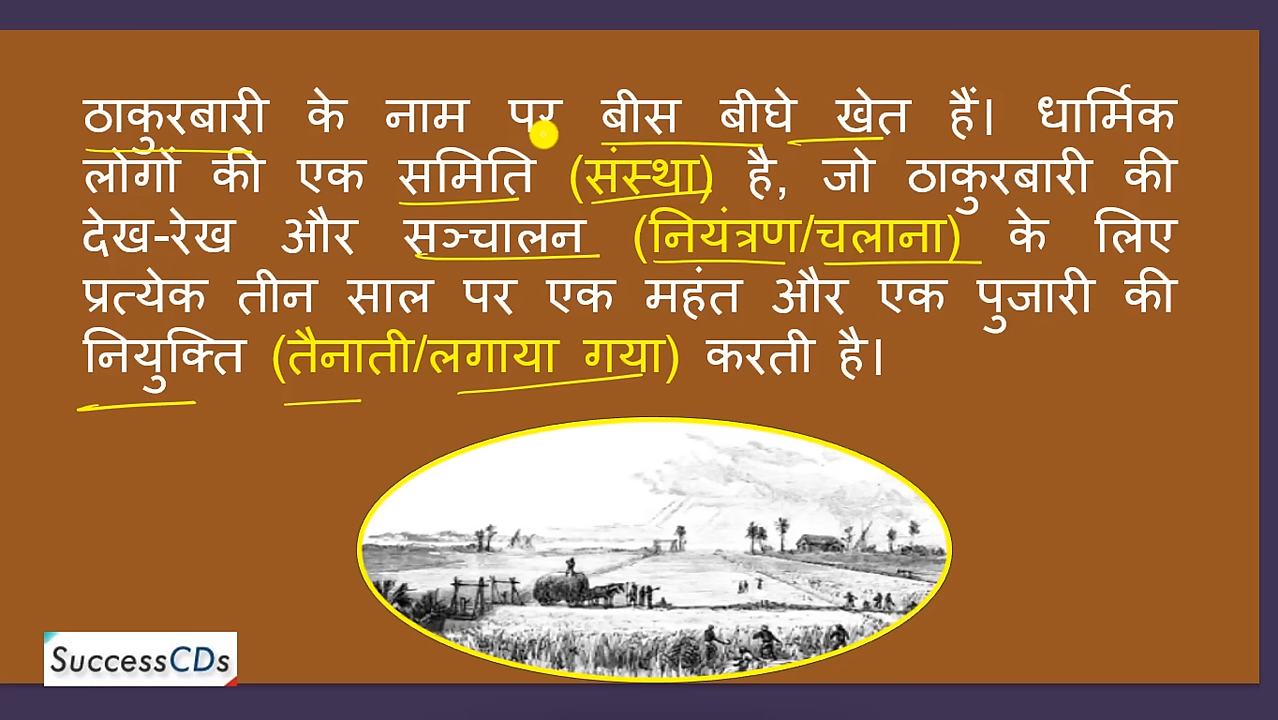 ठाकुरबारी के नाम पर बीस बीघे खेत हैं। धार्मिक
लोगों की एक समिति (संस्था) है, जो ठाकुरबारी की
देख-रेख और सञ्चालन (नियंत्रण/चलाना) के लिए
प्रत्येक तीन साल पर एक महंत और एक पुजारी की
नियुक्ति (तैनाती/लगाया गया) करती है।
SuccessCDs